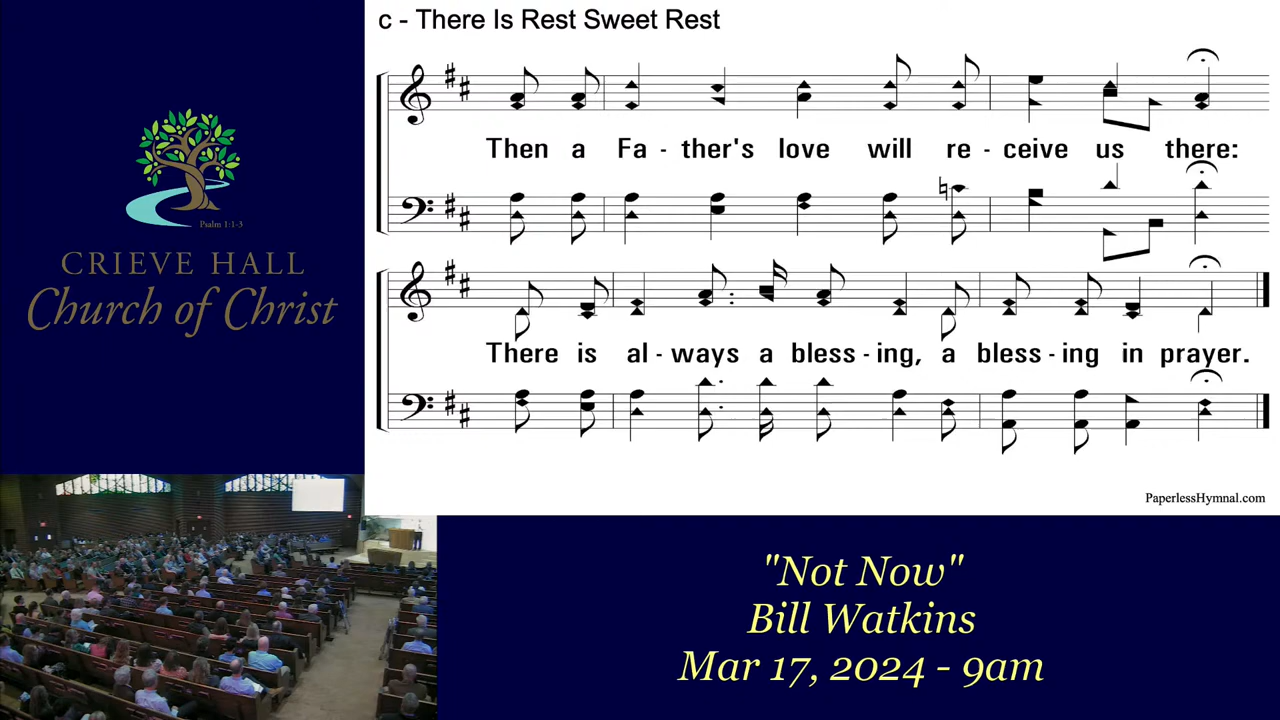 c - There Is Rest Sweet Rest
Then a Fa - ther's love will re - ceive us there:
There is al - ways a bless - ing, a bless - ing in prayer.
PaperlessHymnal.com
Psalm 1:1-3
CRIEVE HALL
Church of Christ
"Not Now"
Bill Watkins
Mar 17, 2024 - 9am